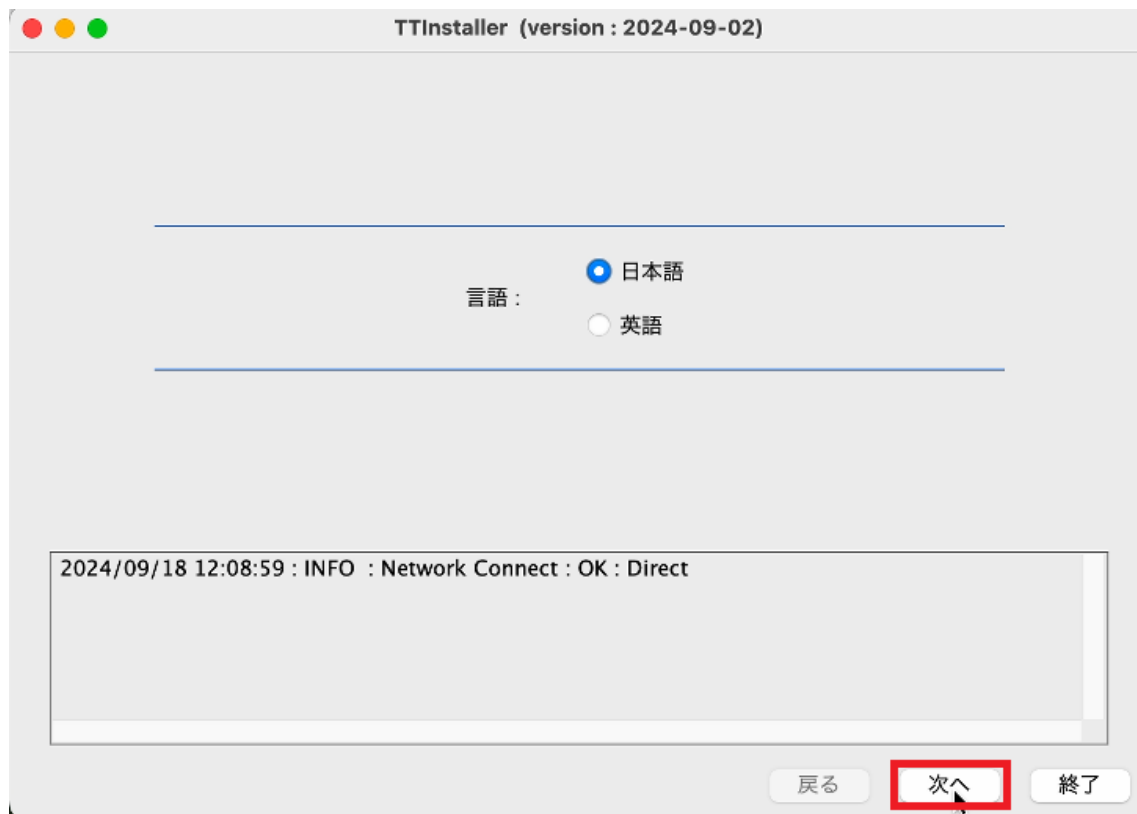 TTInstaller (version : 2024-09-02)
日本語
言語 :
英語
2024/09/18 12:08:59 : INFO : Network Connect : OK : Direct
戻る 次へ 終了